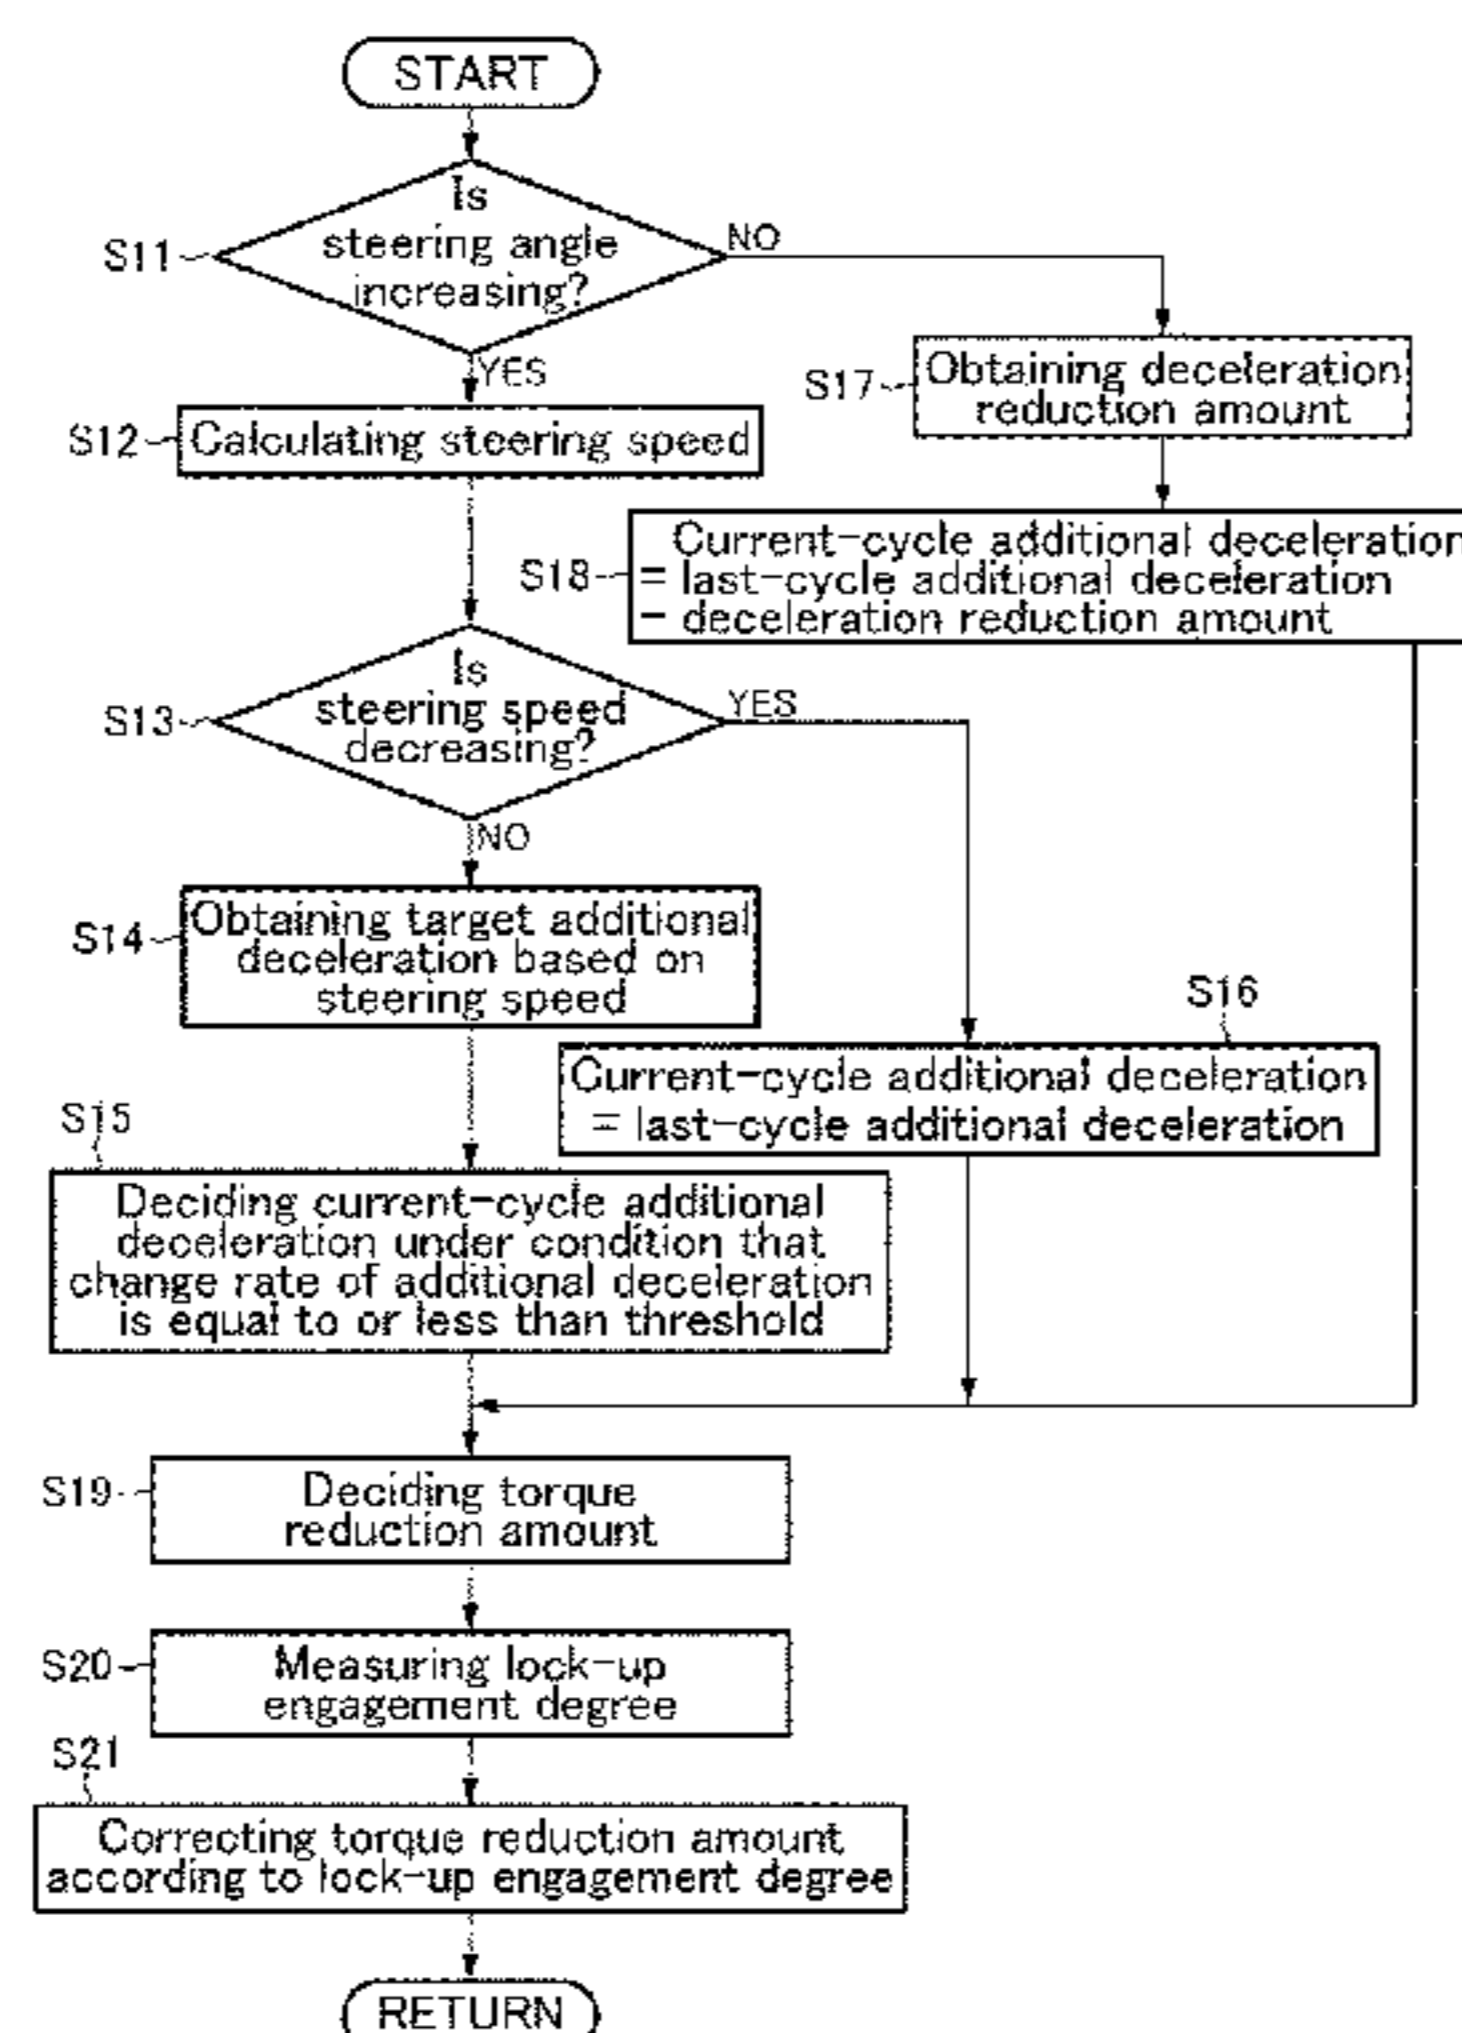 START
Is
steering angle
increasing?
S11
NO
YES
S17
Obtaining deceleration
reduction amount
S12
Calculating steering speed
S18
Current-cycle additional deceleration
= last-cycle additional deceleration
- deceleration reduction amount
Is
steering speed
decreasing?
S13
YES
NO
S14
Obtaining target additional
deceleration based on
steering speed
S16
Current-cycle additional deceleration
= last-cycle additional deceleration
S15
Deciding current-cycle additional
deceleration under condition that
change rate of additional deceleration
is equal to or less than threshold
S19
Deciding torque
reduction amount
S20
Measuring lock-up
engagement degree
S21
Correcting torque reduction amount
according to lock-up engagement degree
RETURN